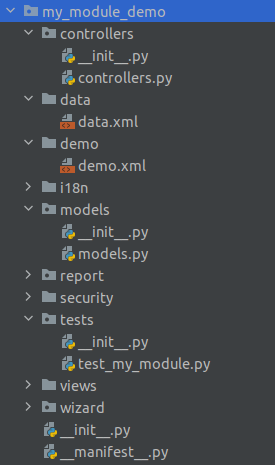 my_module_demo
controllers
__init__.py
controllers.py
data
data.xml
demo
demo.xml
i18n
models
__init__.py
models.py
report
security
tests
__init__.py
test_my_module.py
views
wizard
__init__.py
__manifest__.py